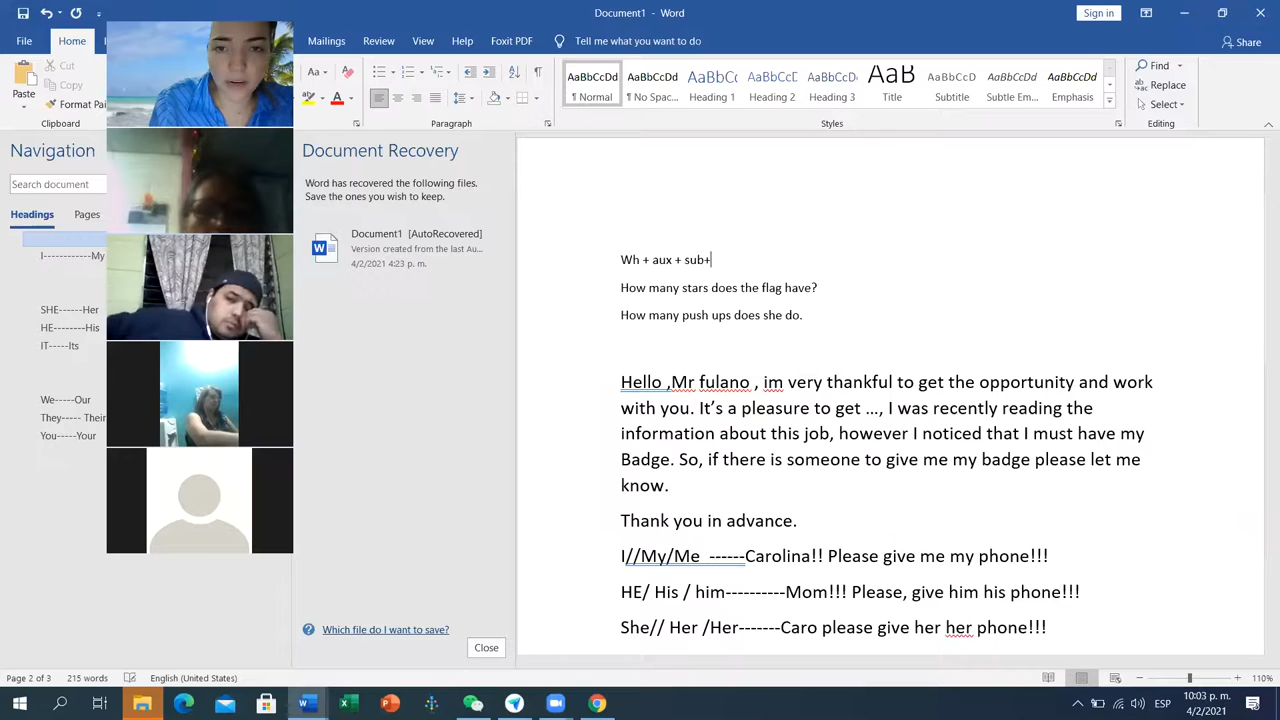 Document1 - Word
Sign in
File
Home
Mailings
Review
View
Help
Foxit PDF
Tell me what you want to do
Share
Paste
Cut
Copy
Format Pai
Clipboard
Aa
Paragraph
AaBbCcDd
¶ Normal
AaBbCcDd
¶ No Spac...
AaBbC(
Heading 1
AaBbCcD
Heading 2
AaBbCcD
Heading 3
AaB
Title
AaBbCcD
Subtitle
AaBbCcDd
Subtle Em...
AaBbCcDd
Emphasis
Styles
Find
Replace
Select
Editing
Navigation
Search document
Headings
Pages
I----------My
SHE------Her
HE-------His
IT-----Its
We----Our
They----- Their
You----Your
Document Recovery
Word has recovered the following files.
Save the ones you wish to keep.
Document1 [AutoRecovered]
Version created from the last Au...
4/2/2021 4:23 p. m.
Which file do I want to save?
Close
Wh + aux + sub+
How many stars does the flag have?
How many push ups does she do.
Hello ,Mr fulano , im very thankful to get the opportunity and work
with you. It’s a pleasure to get …, I was recently reading the
information about this job, however I noticed that I must have my
Badge. So, if there is someone to give me my badge please let me
know.
Thank you in advance.
I//My/Me ------Carolina!! Please give me my phone!!!
HE/ His / him----------Mom!!! Please, give him his phone!!!
She// Her /Her-------Caro please give her her phone!!!
Page 2 of 3
215 words
English (United States)
110%
ESP
10:03 p. m.
4/2/2021